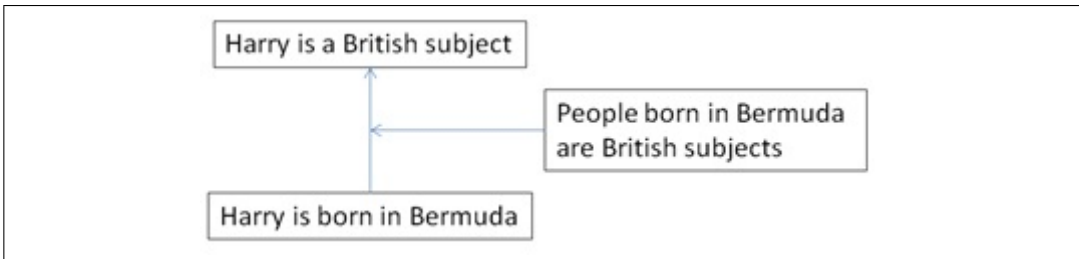 Harry is a British subject
People born in Bermuda
are British subjects
Harry is born in Bermuda